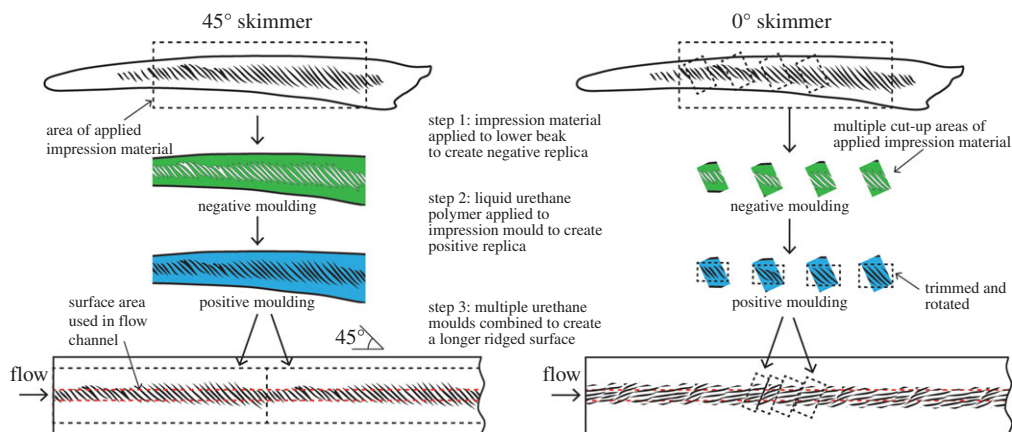 45° skimmer
area of applied
impression material
negative moulding
positive moulding
surface area
used in flow
channel
45°
flow
step 1: impression material
applied to lower beak
to create negative replica
step 2: liquid urethane
polymer applied to
impression mould to create
positive replica
step 3: multiple urethane
moulds combined to create
a longer ridged surface
0° skimmer
multiple cut-up areas of
applied impression material
negative moulding
positive moulding
trimmed and
rotated
flow